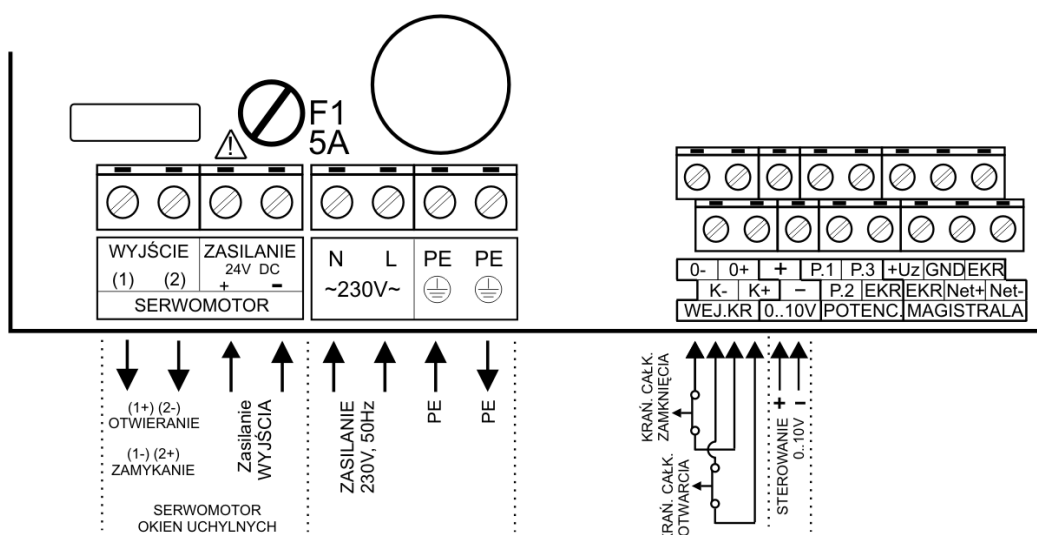 F1
5A
WYJŚCIE
(1) (2)
ZASILANIE
24V DC
+ -
SERWOMOTOR
N L
~230V~
PE PE
0- 0+ + P.1 P.3 +Uz GND EKR
K- K+ - P.2 EKR EKR Net+ Net-
WEJ.KR 0..10V POTENC. MAGISTRALA
(1+) (2-)
OTWIERANIE
(1-) (2+)
ZAMYKANIE
Zasilanie
WYJŚCIA
SERWOMOTOR
OKIEN UCHYLNYCH
ZASILANIE
230V, 50Hz
PE
PE
KRAŃ. CAŁK.
ZAMKNIĘCIA
KRAŃ. CAŁK.
OTWARCIA
STEROWANIE + -
0..10V